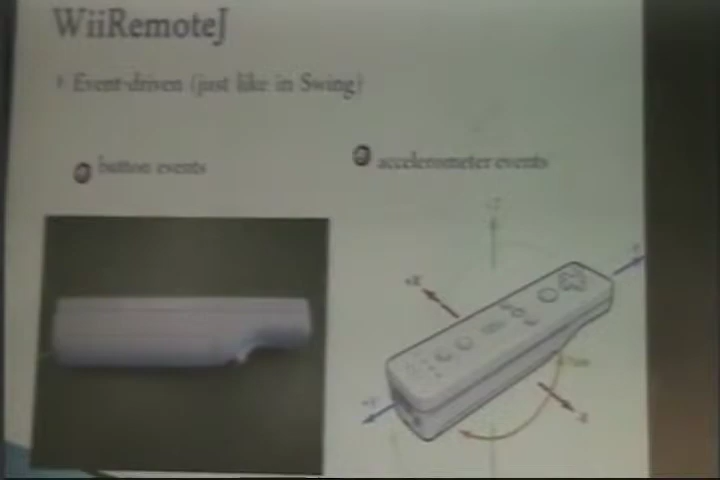 WiiRemoteJ
Event-driven (just like in Swing)
button events
accelerometer events
+X